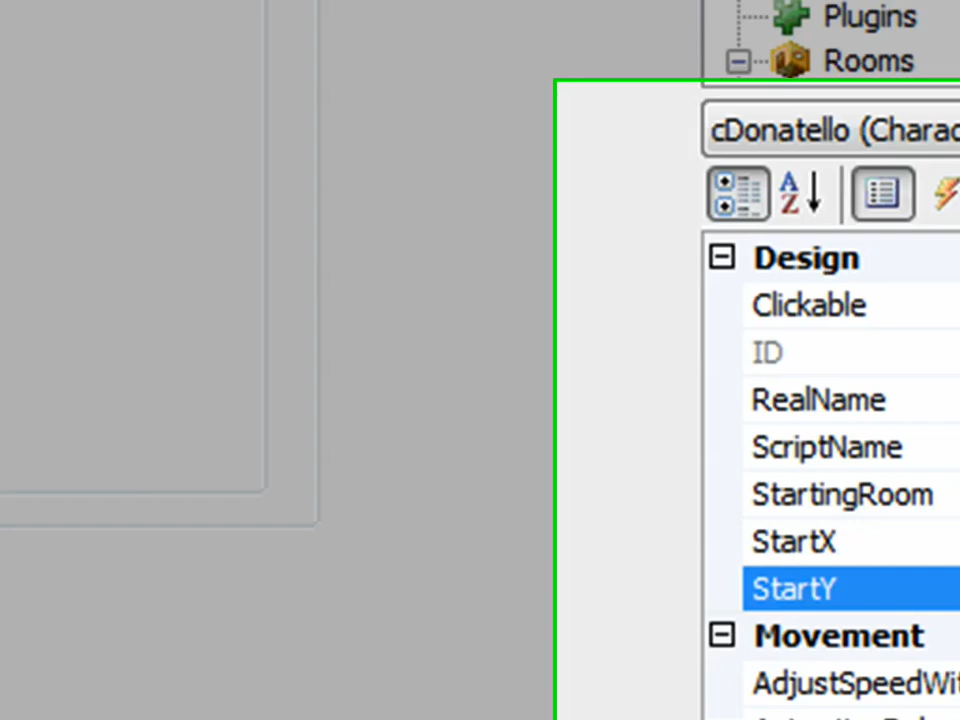 Plugins
Rooms
cDonatello (Charac
A
Z
Design
Clickable
ID
RealName
ScriptName
StartingRoom
StartX
StartY
Movement
AdjustSpeedWit